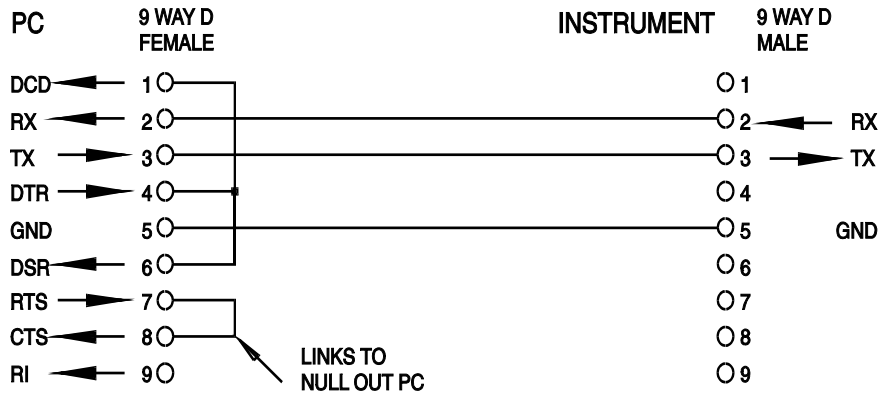 PC 9 WAY D FEMALE INSTRUMENT 9 WAY D MALE
DCD 1 1
RX 2 2 RX
TX 3 3 TX
DTR 4 4
GND 5 5 GND
DSR 6 6
RTS 7 7
CTS 8 8
RI 9 9
LINKS TO
NULL OUT PC